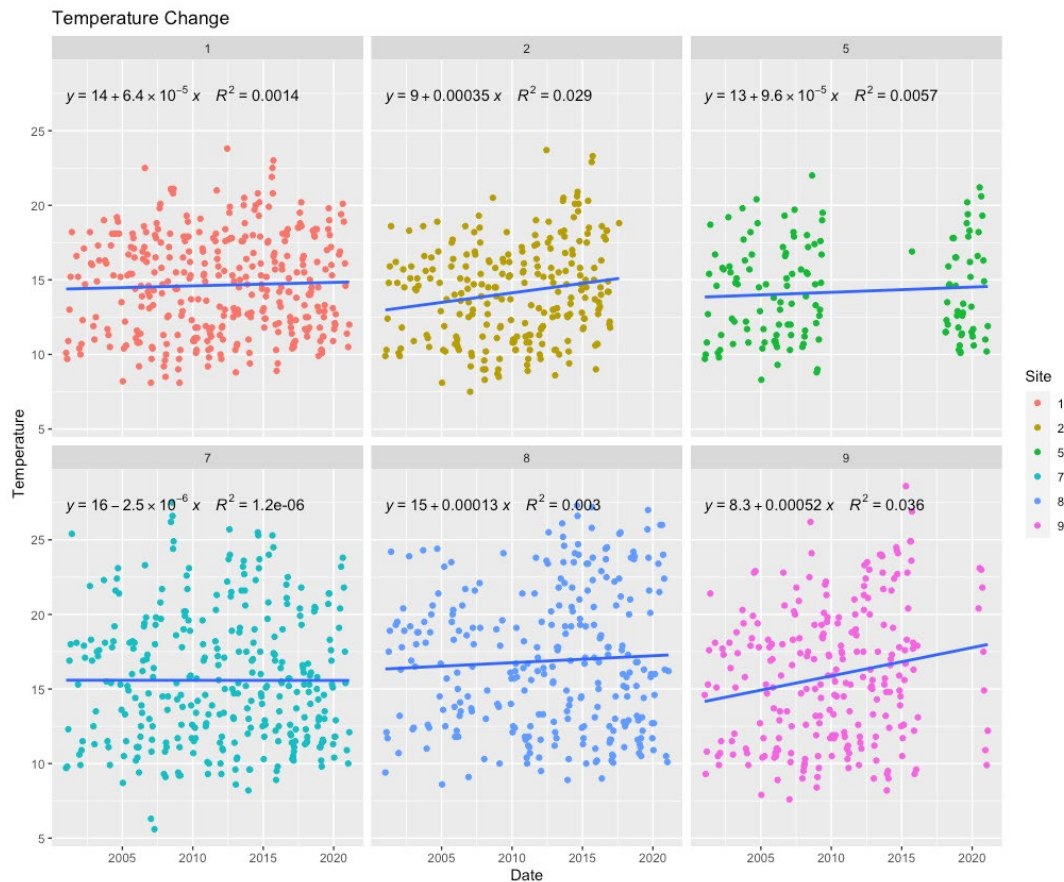 Temperature Change
1
2
5
y = 14 + 6.4 × 10⁻⁵ x R² = 0.0014
y = 9 + 0.00035 x R² = 0.029
y = 13 + 9.6 × 10⁻⁵ x R² = 0.0057
25
20
15
10
5
7
8
9
y = 16 − 2.5 × 10⁻⁶ x R² = 1.2e-06
y = 15 + 0.00013 x R² = 0.003
y = 8.3 + 0.00052 x R² = 0.036
25
20
15
10
5
2005 2010 2015 2020
2005 2010 2015 2020
2005 2010 2015 2020
Temperature
Date
Site
1
2
5
7
8
9